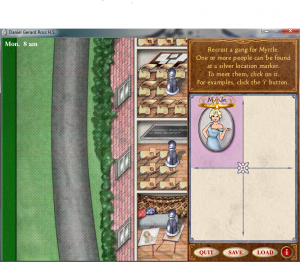 Daniel Gerard Ross H.S.
Mon. 8 am
Recruit a gang for Myrtle.
One or more people can be found
at a silver location marker.
To meet them, click on it.
For examples, click the 'i' button.
Myrtle
QUIT
SAVE
LOAD
i